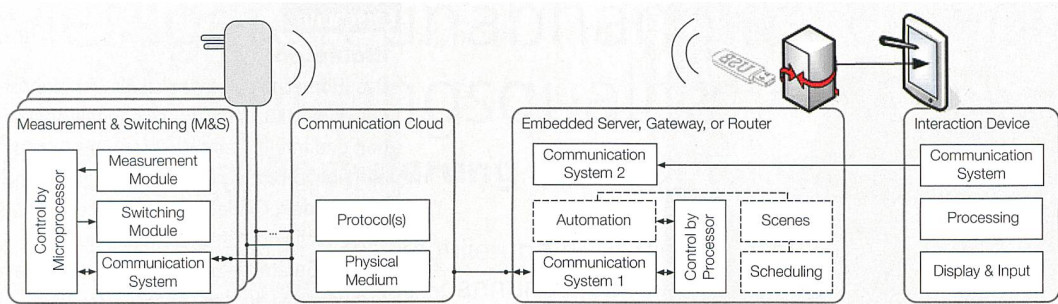 USB
Measurement & Switching (M&S)
Control by
Microprocessor
Measurement
Module
Switching
Module
Communication
System
...
Communication Cloud
Protocol(s)
Physical
Medium
Embedded Server, Gateway, or Router
Communication
System 2
Automation
Communication
System 1
Control by
Processor
Scenes
Scheduling
Interaction Device
Communication
System
Processing
Display & Input